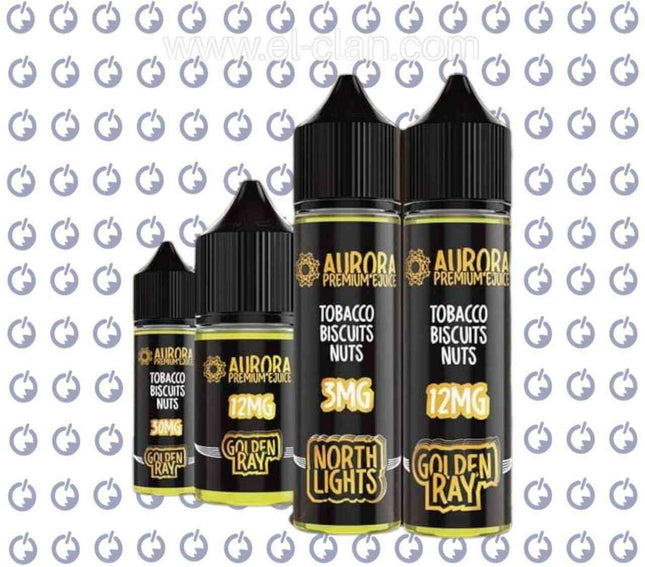 www.el-clan.com
AURORA
PREMIUM EJUICE
TOBACCO
BISCUITS
NUTS
30MG
GOLDEN
RAY
AURORA
PREMIUM EJUICE
12MG
GOLDEN
RAY
AURORA
PREMIUM EJUICE
TOBACCO
BISCUITS
NUTS
3MG
NORTH
LIGHTS
AURORA
PREMIUM EJUICE
TOBACCO
BISCUITS
NUTS
12MG
GOLDEN
RAY